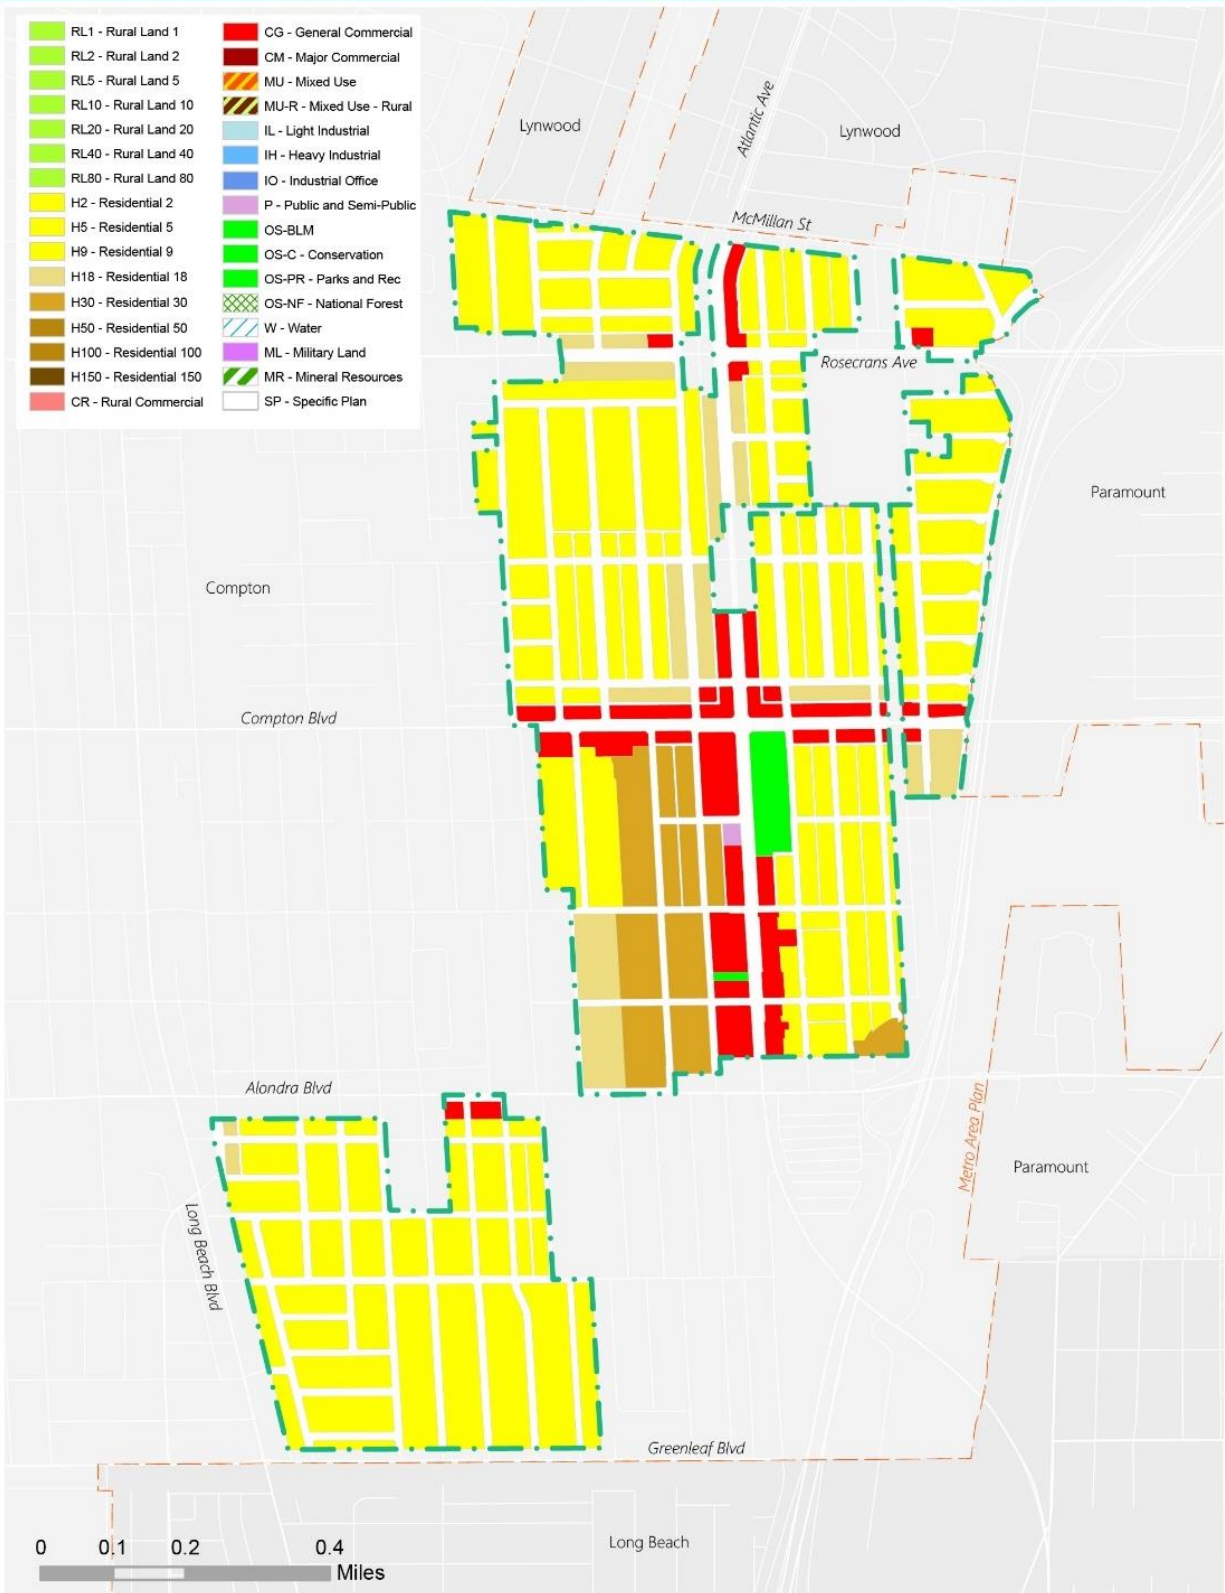 RL1 - Rural Land 1
RL2 - Rural Land 2
RL5 - Rural Land 5
RL10 - Rural Land 10
RL20 - Rural Land 20
RL40 - Rural Land 40
RL80 - Rural Land 80
H2 - Residential 2
H5 - Residential 5
H9 - Residential 9
H18 - Residential 18
H30 - Residential 30
H50 - Residential 50
H100 - Residential 100
H150 - Residential 150
CR - Rural Commercial
CG - General Commercial
CM - Major Commercial
MU - Mixed Use
MU-R - Mixed Use - Rural
IL - Light Industrial
IH - Heavy Industrial
IO - Industrial Office
P - Public and Semi-Public
OS-BLM
OS-C - Conservation
OS-PR - Parks and Rec
OS-NF - National Forest
W - Water
ML - Military Land
MR - Mineral Resources
SP - Specific Plan
Lynwood
Atlantic Ave
Lynwood
McMillan St
Rosecrans Ave
Paramount
Compton
Compton Blvd
Alondra Blvd
Metro Area Plan
Paramount
Long Beach Blvd
Greenleaf Blvd
Long Beach
0 0.1 0.2 0.4
Miles